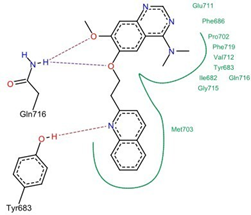 Glu711
Phe686
Pro702
Phe719
Val712
Tyr683
Ile682 Gln716
Gly715
Met703
N
N
N
O
O
H
N
H
O
Gln716
O
H
N
Tyr683